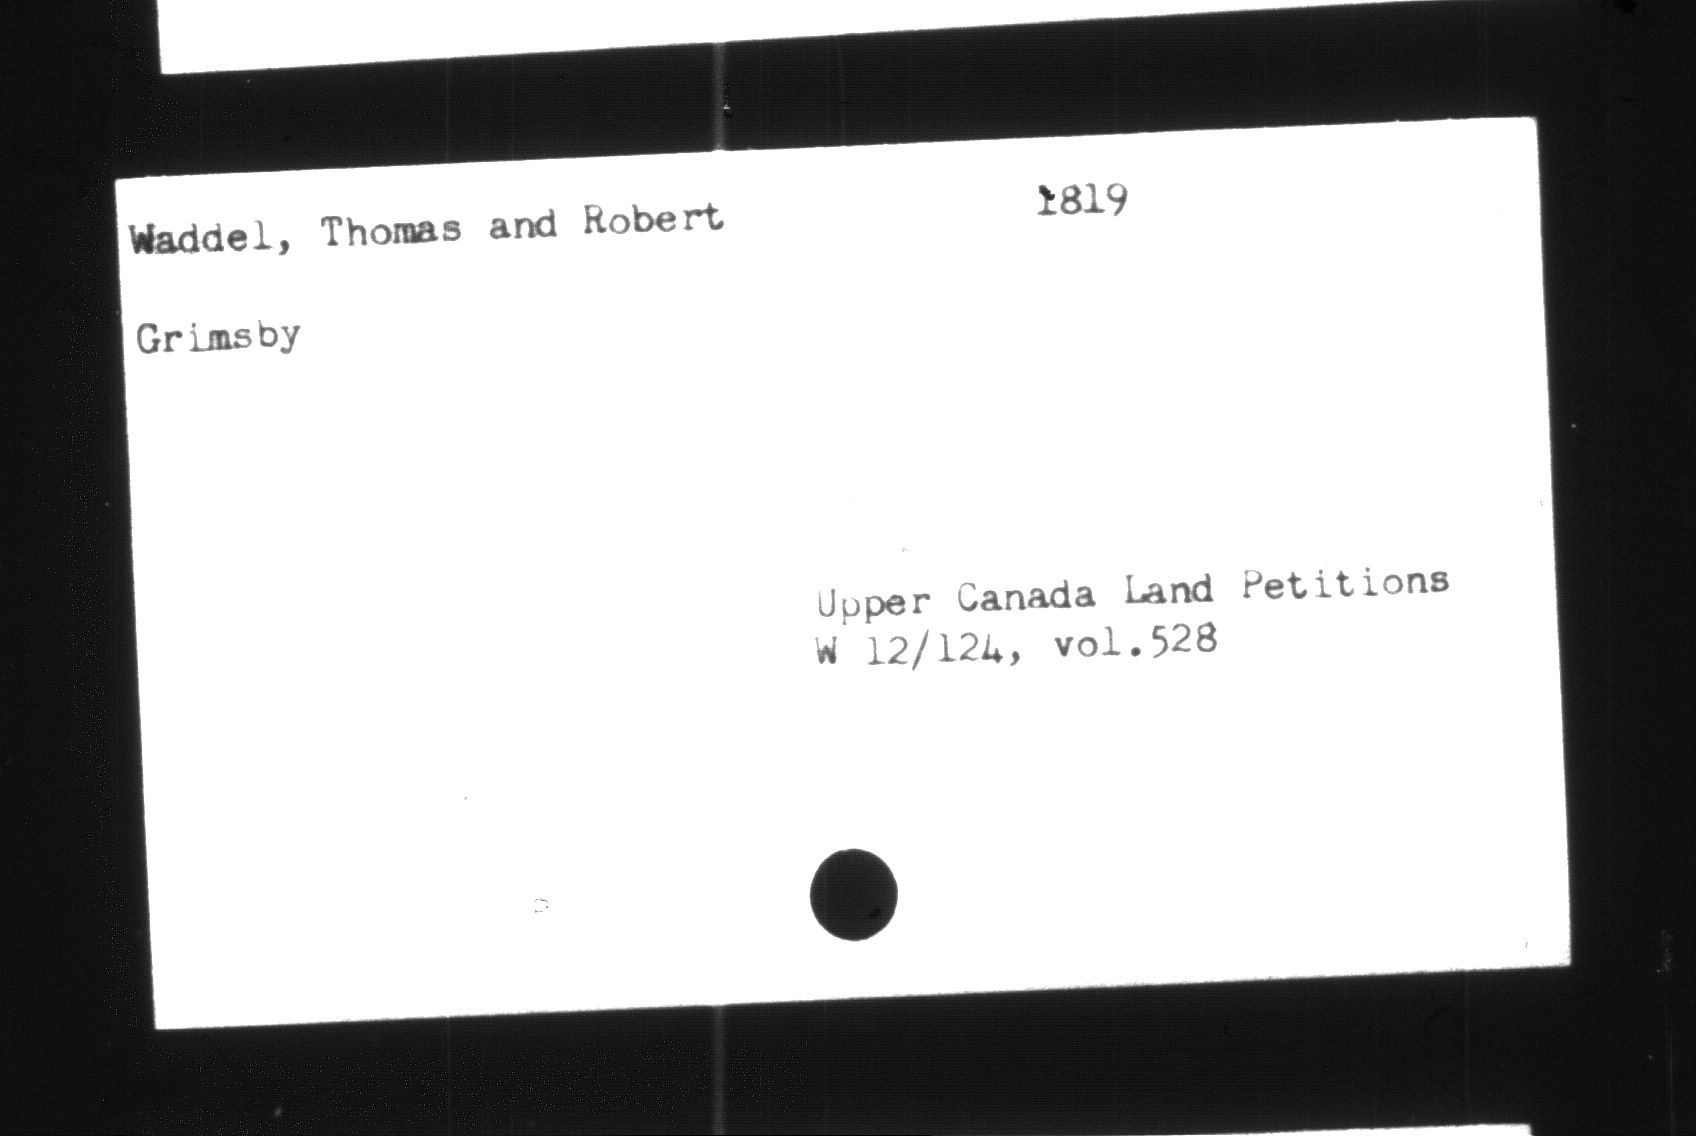 Waddel, Thomas and Robert 1819
Grimsby
Upper Canada Land Petitions
W 12/124, vol.528